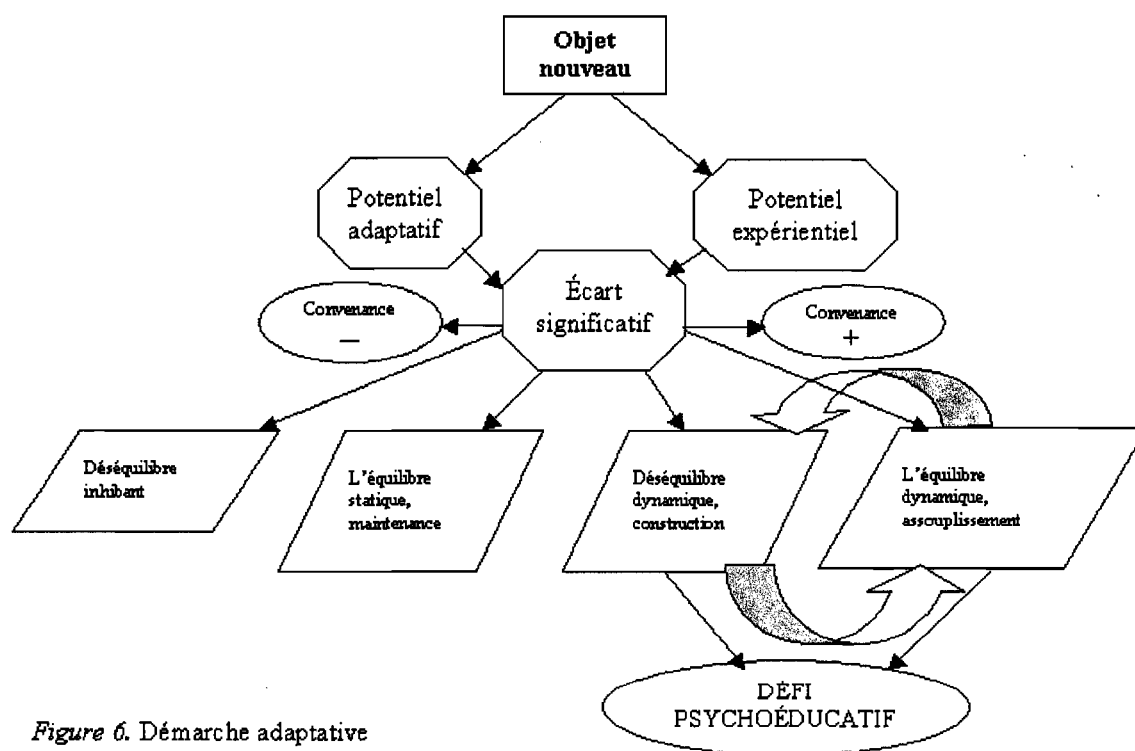 Objet
nouveau
Potentiel
adaptatif
Potentiel
expérientiel
Écart
significatif
Convenance
–
Convenance
+
Déséquilibre
inhibant
L'équilibre
statique,
maintenance
Déséquilibre
dynamique,
construction
L'équilibre
dynamique,
assouplissement
DÉFI
PSYCHOÉDUCATIF
Figure 6. Démarche adaptative